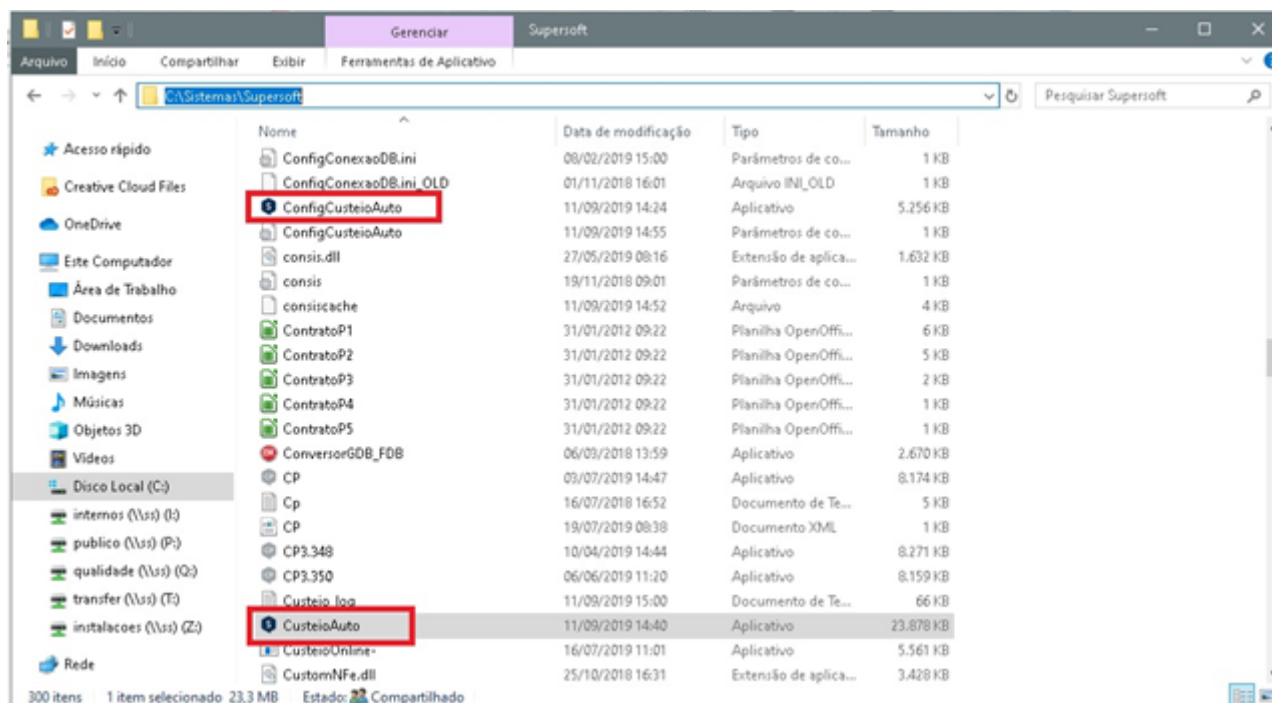 Gerenciar Supersoft
Arquivo Início Compartilhar Exibir Ferramentas de Aplicativo
C:\Sistemas\Supersoft Pesquisar Supersoft
Nome Data de modificação Tipo Tamanho
Acesso rápido
Creative Cloud Files
OneDrive
Este Computador
Área de Trabalho
Documentos
Downloads
Imagens
Músicas
Objetos 3D
Vídeos
Disco Local (C:)
internos (\\ss) (I:)
publico (\\ss) (P:)
qualidade (\\ss) (Q:)
transfer (\\ss) (T:)
instalacoes (\\ss) (Z:)
Rede
ConfigConexaoDB.ini 08/02/2019 15:00 Parâmetros de co... 1 KB
ConfigConexaoDB.ini_OLD 01/11/2018 16:01 Arquivo INI_OLD 1 KB
ConfigCusteioAuto 11/09/2019 14:24 Aplicativo 5.256 KB
ConfigCusteioAuto 11/09/2019 14:55 Parâmetros de co... 1 KB
consis.dll 27/05/2019 08:16 Extensão de aplica... 1.632 KB
consis 19/11/2018 09:01 Parâmetros de co... 1 KB
consiscache 11/09/2019 14:52 Arquivo 4 KB
ContratoP1 31/01/2012 09:22 Planilha OpenOffi... 6 KB
ContratoP2 31/01/2012 09:22 Planilha OpenOffi... 5 KB
ContratoP3 31/01/2012 09:22 Planilha OpenOffi... 2 KB
ContratoP4 31/01/2012 09:22 Planilha OpenOffi... 1 KB
ContratoP5 31/01/2012 09:22 Planilha OpenOffi... 1 KB
ConversorGDB_FDB 06/03/2018 13:59 Aplicativo 2.670 KB
CP 03/07/2019 14:47 Aplicativo 8.174 KB
Cp 16/07/2018 16:52 Documento de Te... 5 KB
CP 19/07/2019 08:38 Documento XML 1 KB
CP3.348 10/04/2019 14:44 Aplicativo 8.271 KB
CP3.350 06/06/2019 11:20 Aplicativo 8.159 KB
Custeio_log 11/09/2019 15:00 Documento de Te... 66 KB
CusteioAuto 11/09/2019 14:40 Aplicativo 23.878 KB
CusteioOnline- 16/07/2019 11:01 Aplicativo 5.561 KB
CustomNFe.dll 25/10/2018 16:31 Extensão de aplica... 3.428 KB
300 itens 1 item selecionado 23,3 MB Estado: Compartilhado